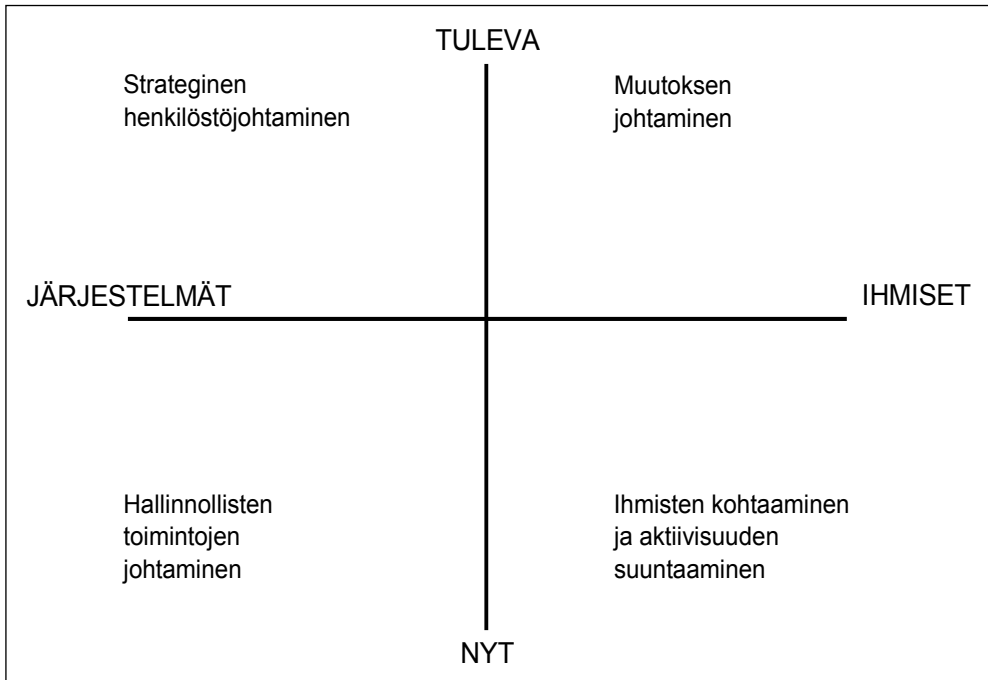 TULEVA
Strateginen
henkilöstöjohtaminen
Muutoksen
johtaminen
JÄRJESTELMÄT
IHMISET
Hallinnollisten
toimintojen
johtaminen
Ihmisten kohtaaminen
ja aktiivisuuden
suuntaaminen
NYT